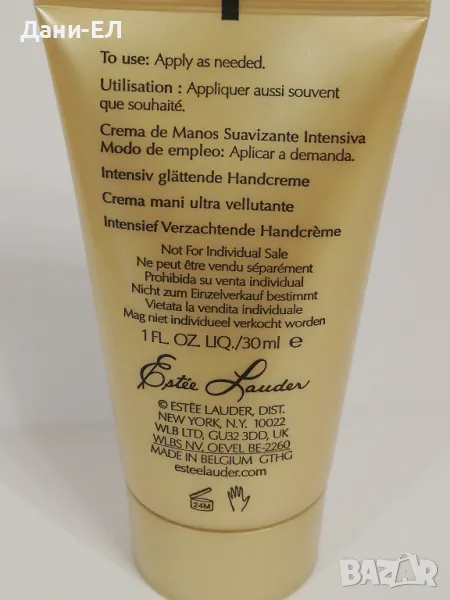 Дани-ЕЛ
To use: Apply as needed.
Utilisation : Appliquer aussi souvent
que souhaité.
Crema de Manos Suavizante Intensiva
Modo de empleo: Aplicar a demanda.
Intensiv glättende Handcreme
Crema mani ultra vellutante
Intensief Verzachtende Handcrème
Not For Individual Sale
Ne peut être vendu séparément
Prohibida su venta individual
Nicht zum Einzelverkauf bestimmt
Vietata la vendita individuale
Mag niet individueel verkocht worden
1 FL. OZ. LIQ./30 ml e
Estée Lauder
© ESTÉE LAUDER, DIST.
NEW YORK, N.Y. 10022
WLB LTD, GU32 3DD, UK
WLBS NV, OEVEL BE-2260
MADE IN BELGIUM GTHG
esteelauder.com
24M
BAZAR